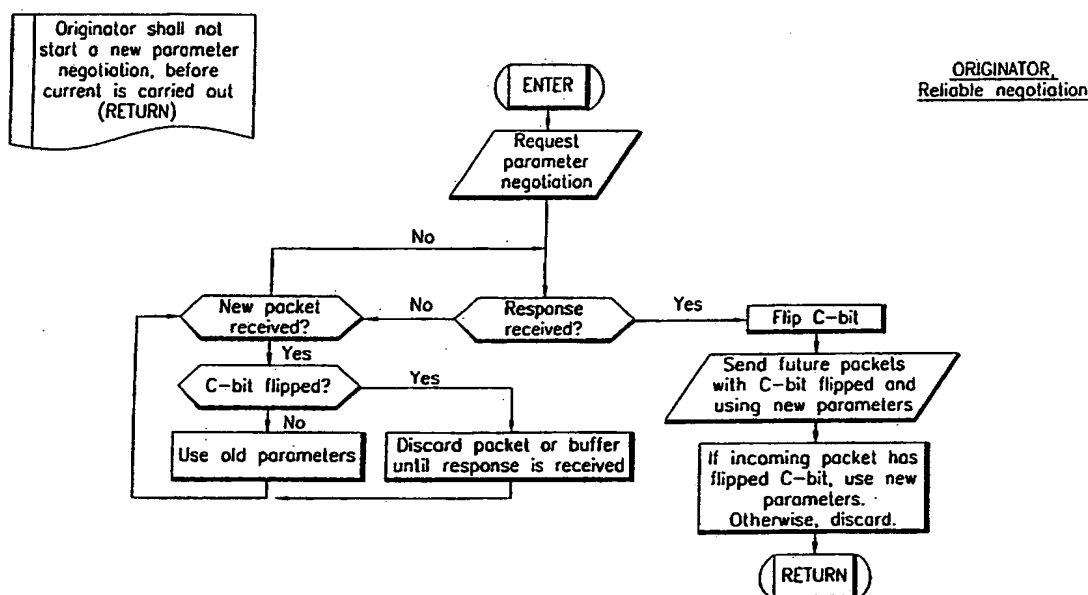 Originator shall not
start a new parameter
negotiation, before
current is carried out
(RETURN)
ORIGINATOR,
Reliable negotiation
ENTER
Request
parameter
negotiation
No
New packet
received?
No
Response
received?
Yes
Flip C-bit
Yes
C-bit flipped?
Yes
Send future packets
with C-bit flipped and
using new parameters
No
Use old parameters
Discard packet or buffer
until response is received
If incoming packet has
flipped C-bit, use new
parameters.
Otherwise, discard.
RETURN